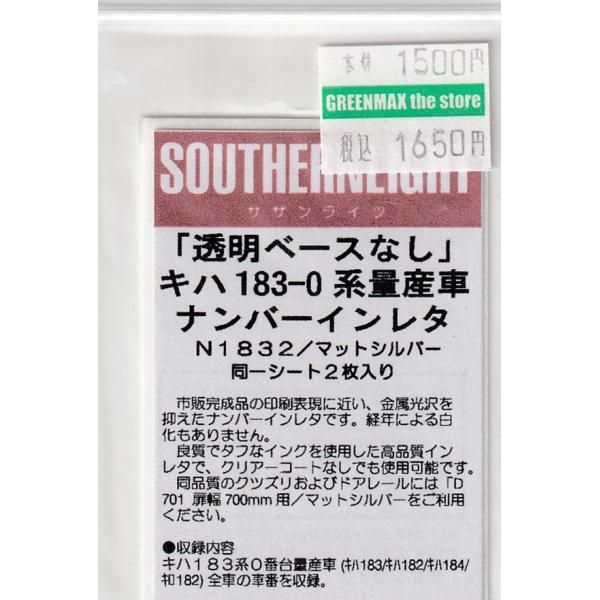 本体 1500円
GREENMAX the store
税込 1650円
SOUTHERNLIGHT
サザンライツ
「透明ベースなし」
キハ183-0系量産車
ナンバーインレタ
N1832/マットシルバー
同一シート2枚入り
市販完成品の印刷表現に近い、金属光沢を
抑えたナンバーインレタです。経年による白
化もありません。
良質でタフなインクを使用した高品質イン
レタで、クリアーコートなしでも使用可能です。
同品質のクツズリおよびドアレールには「D
701 扉幅700mm用/マットシルバーをご利用
ください。
●収録内容
キハ183系0番台量産車(キハ183/キハ182/キハ184/
キロ182)全車の車番を収録。